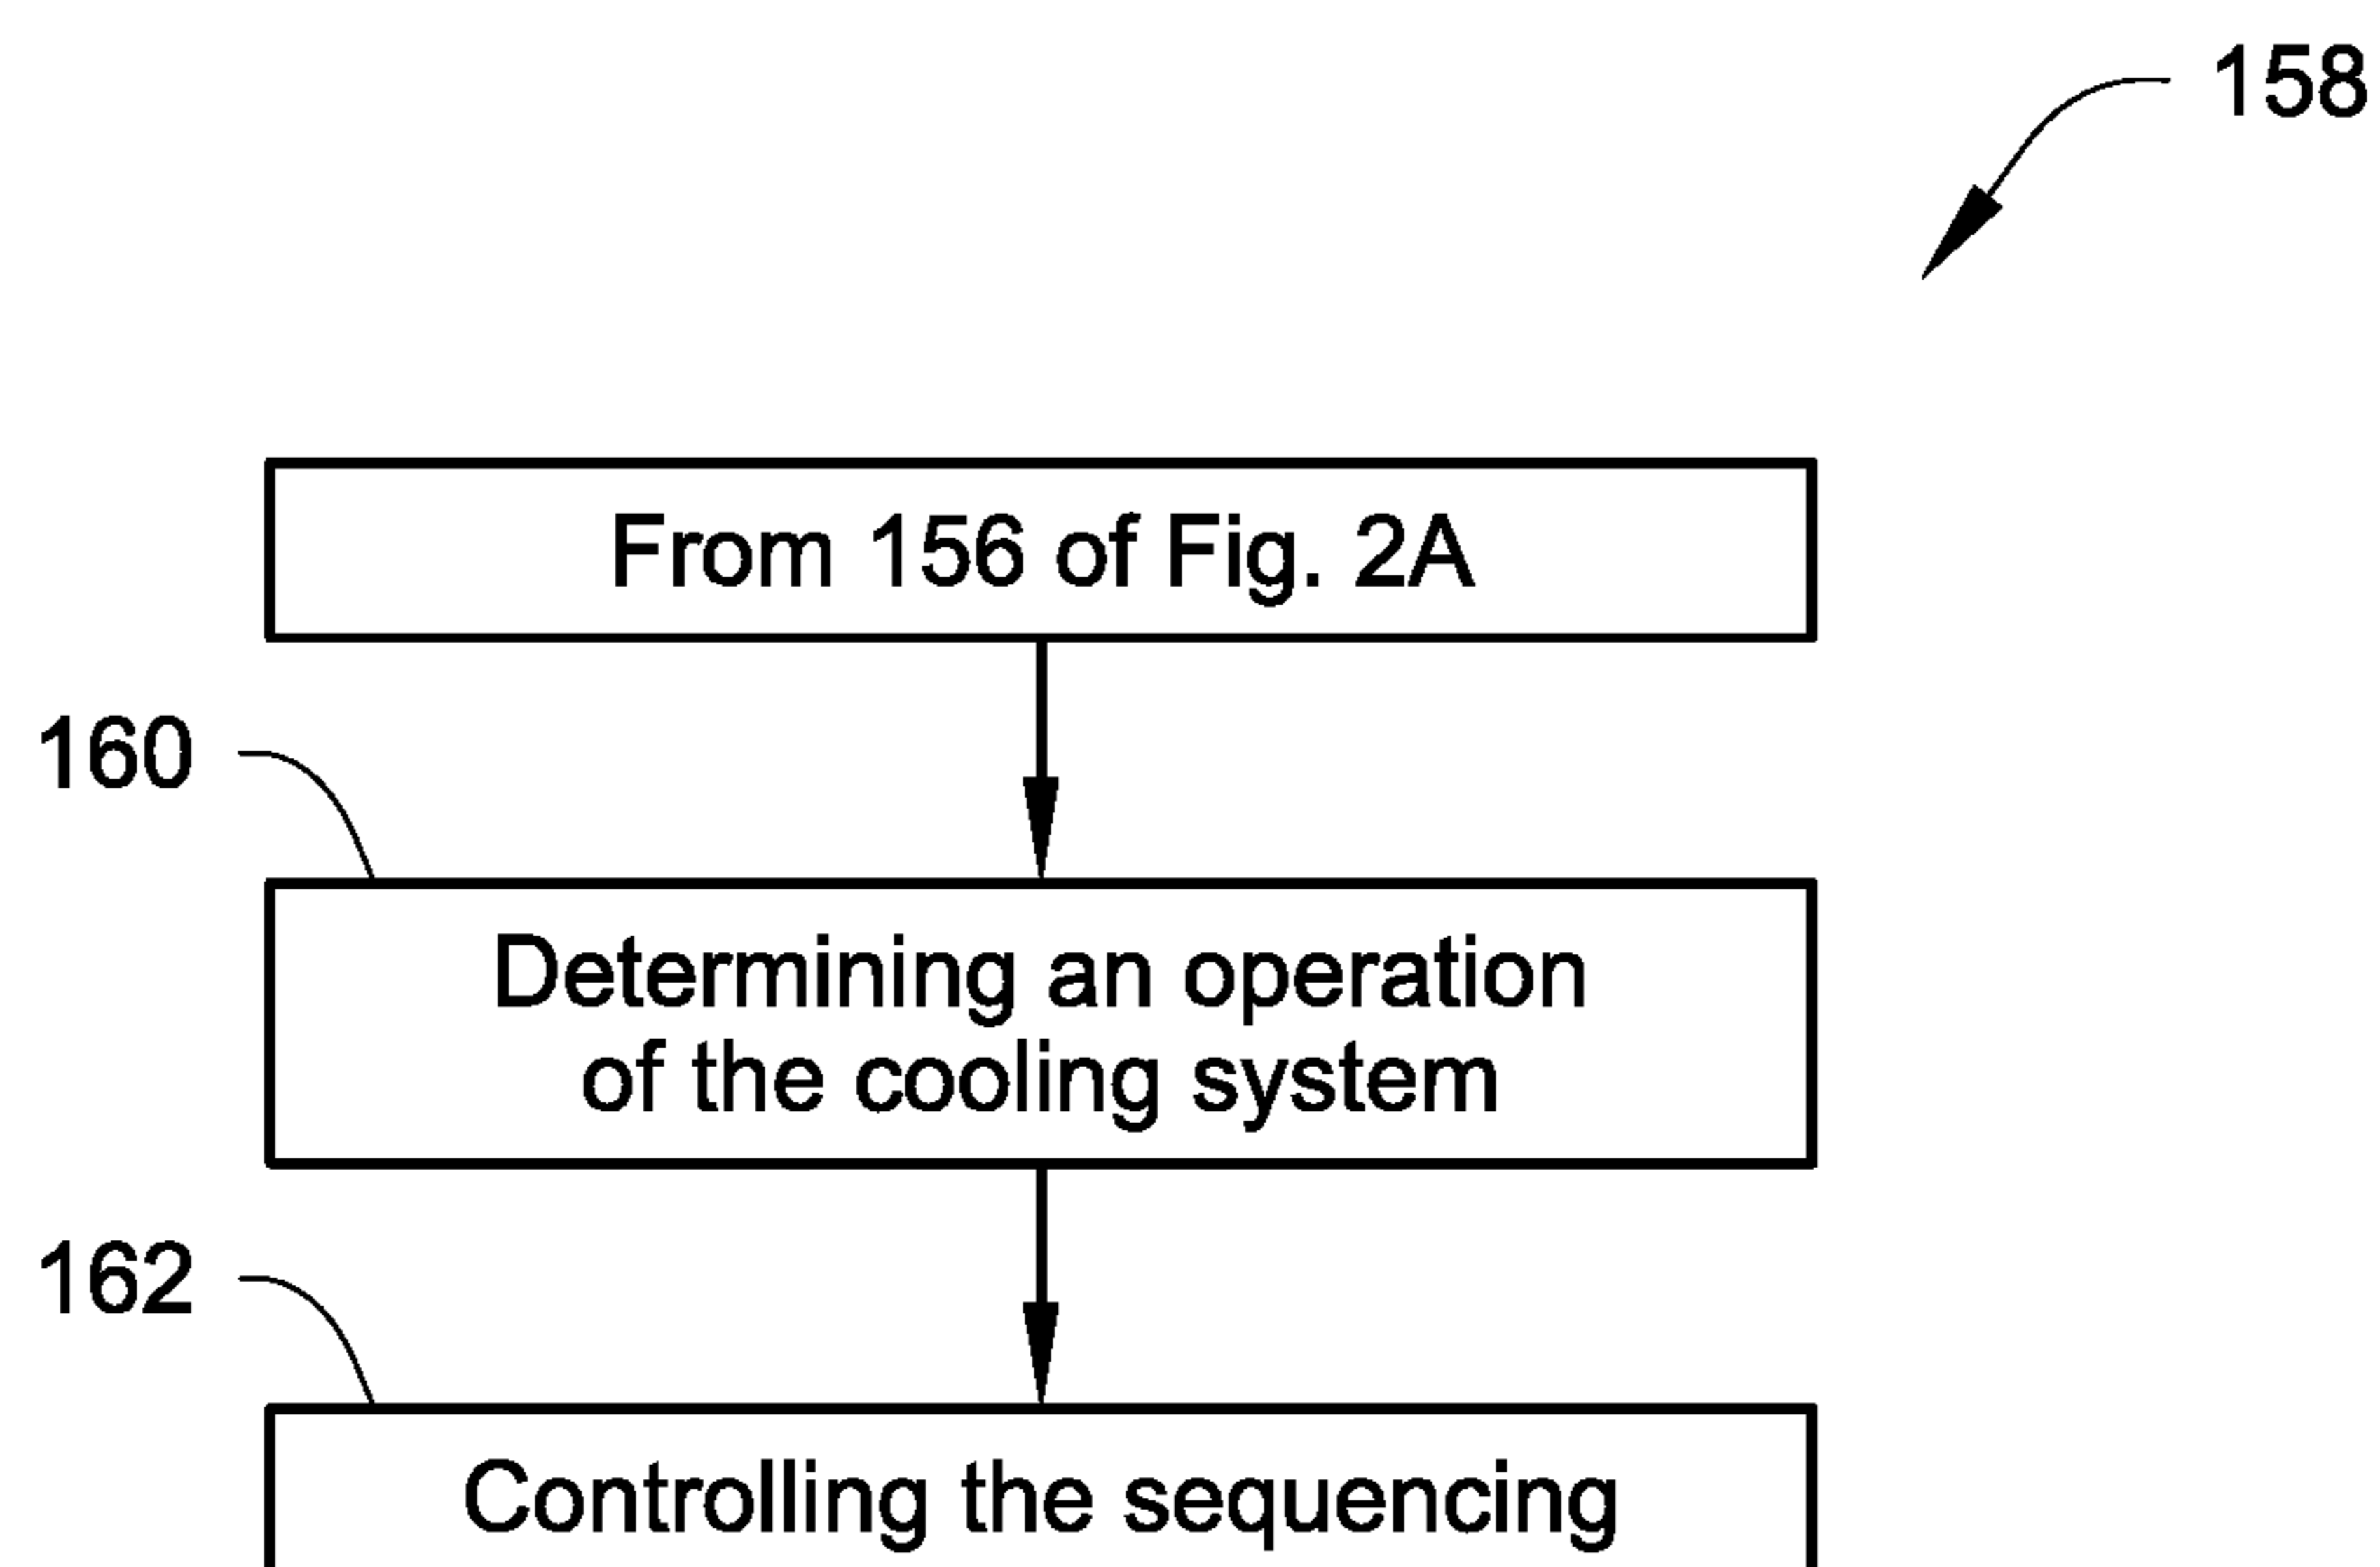 158
From 156 of Fig. 2A
160
Determining an operation
of the cooling system
162
Controlling the sequencing